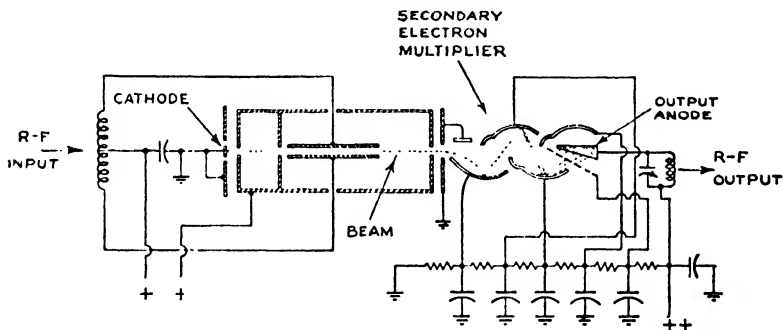 SECONDARY
ELECTRON
MULTIPLIER
CATHODE
OUTPUT
ANODE
R-F
INPUT
R-F
OUTPUT
BEAM
+ +
++